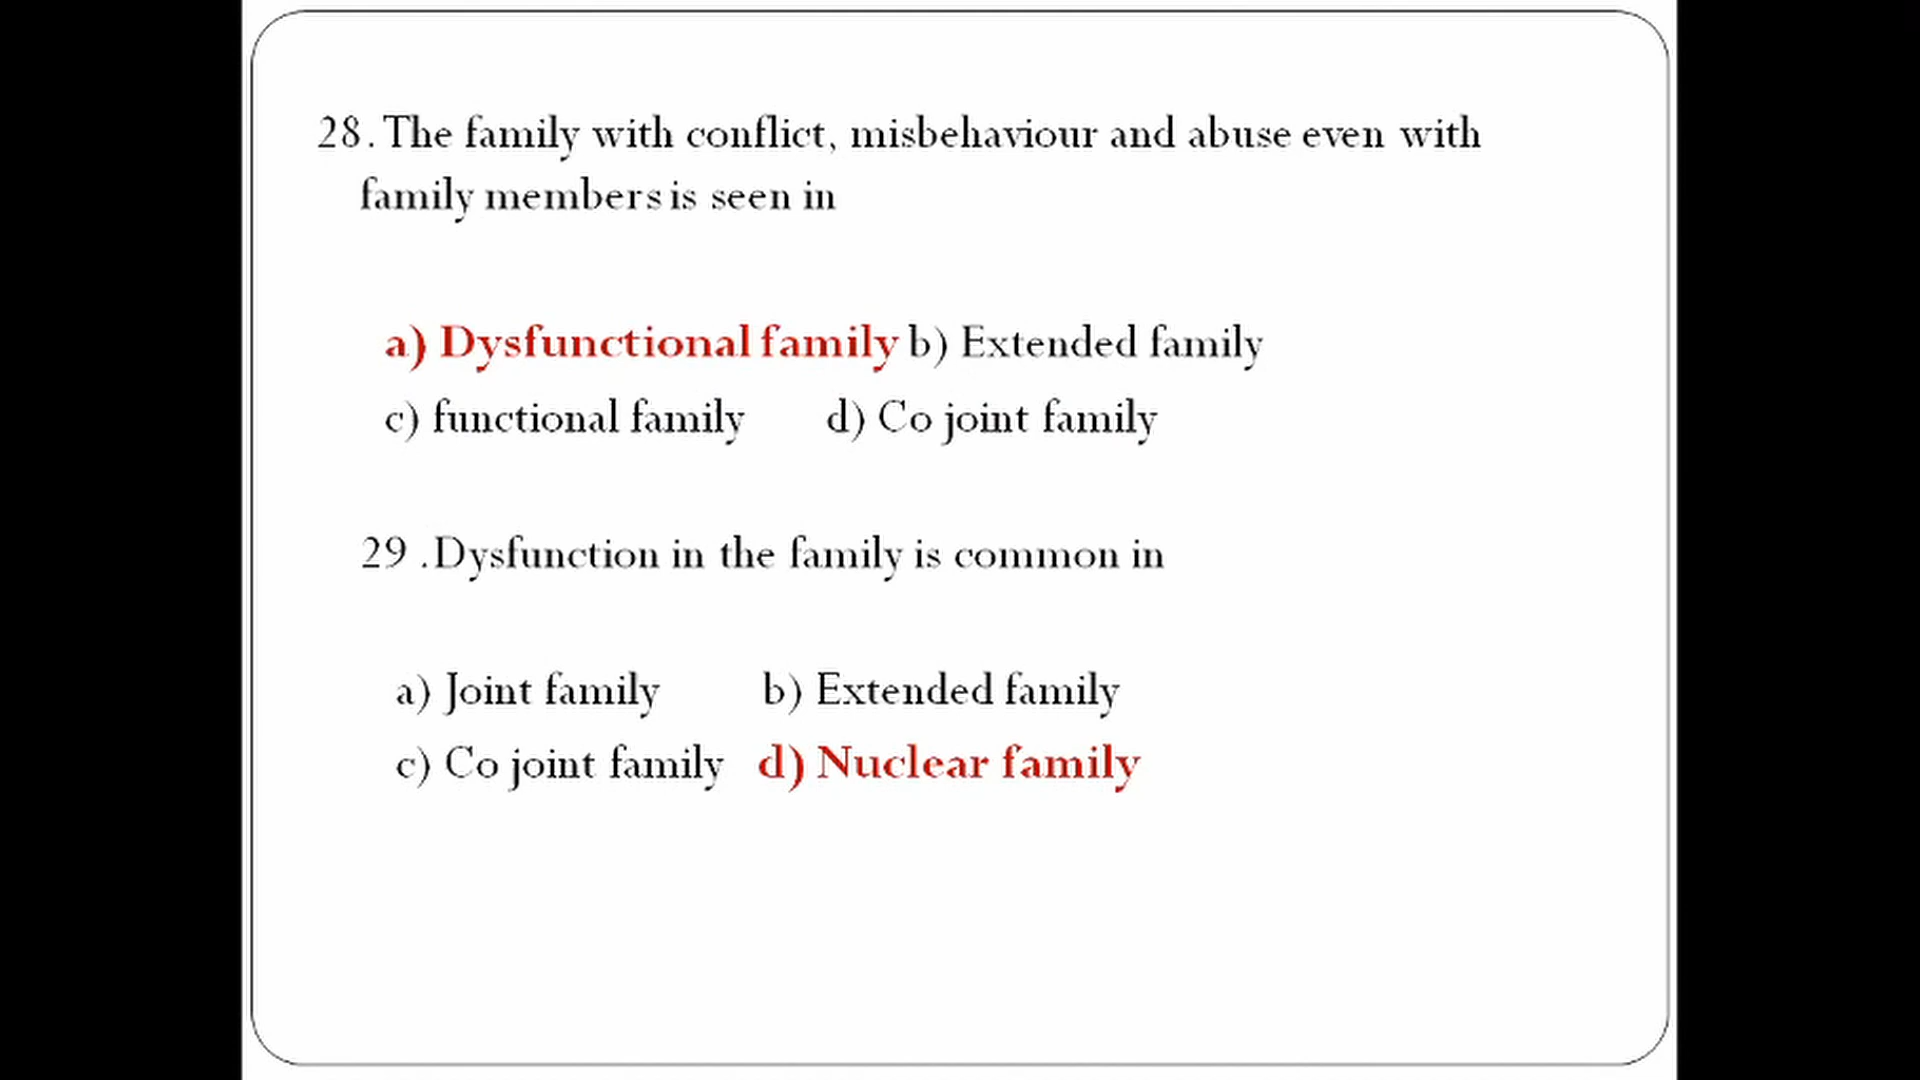 28. The family with conflict, misbehaviour and abuse even with
family members is seen in
a) Dysfunctional family b) Extended family
c) functional family d) Co joint family
29 .Dysfunction in the family is common in
a) Joint family b) Extended family
c) Co joint family d) Nuclear family